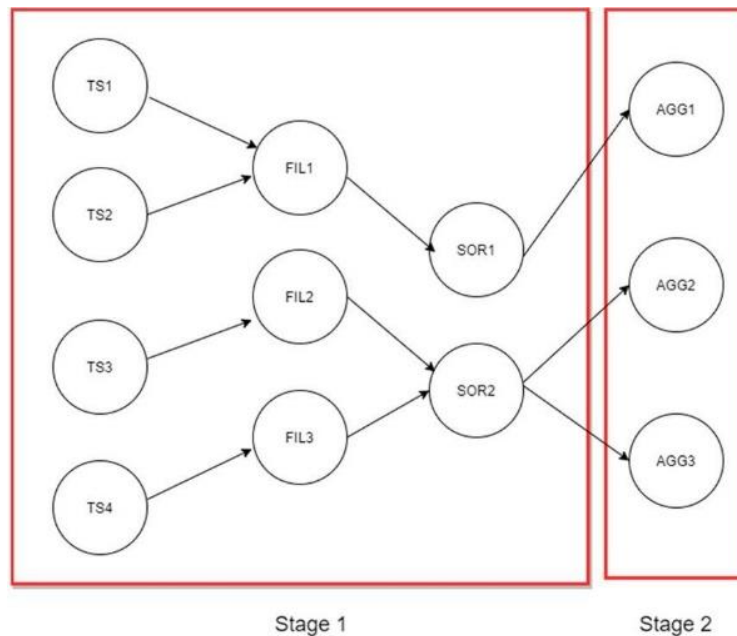 TS1
TS2
TS3
TS4
FIL1
FIL2
FIL3
SOR1
SOR2
AGG1
AGG2
AGG3
Stage 1
Stage 2